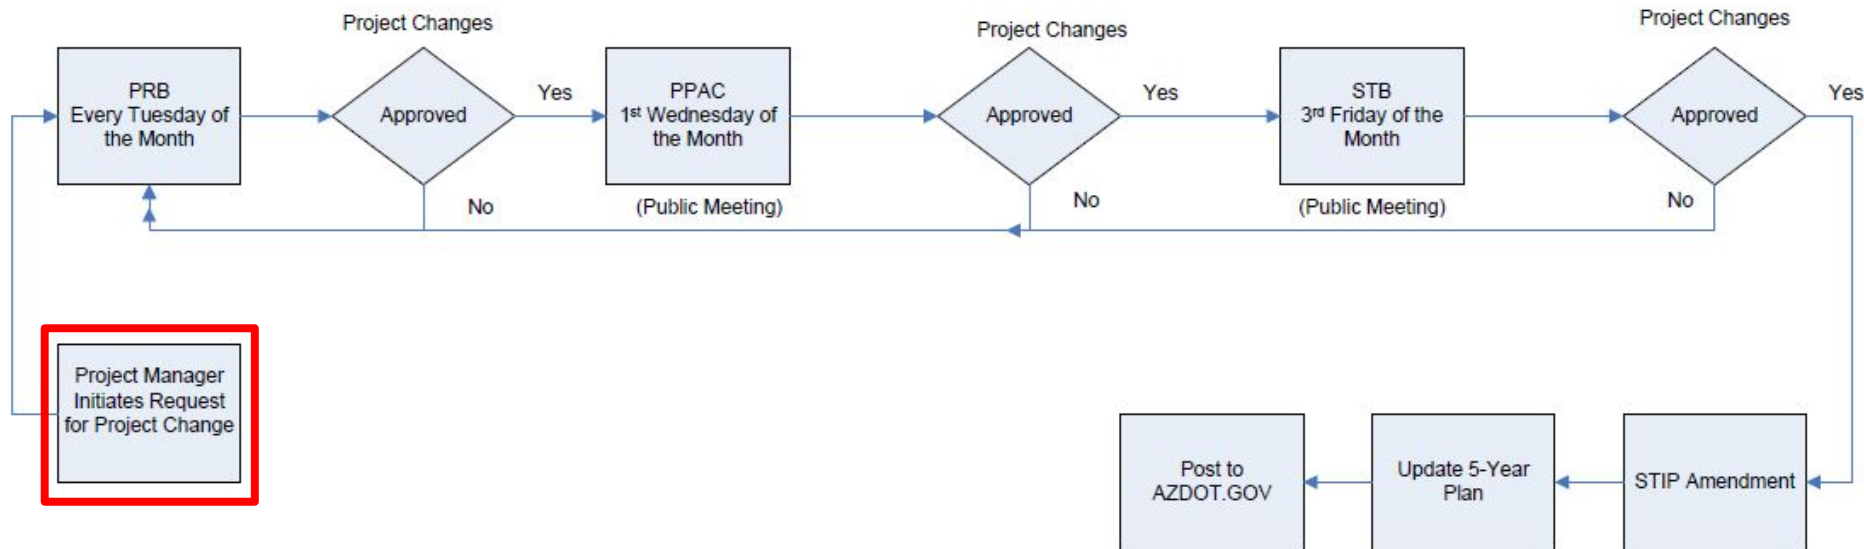 Project Changes
Project Changes
Project Changes
PRB
Every Tuesday of
the Month
Approved
Yes
PPAC
1st Wednesday of
the Month
Approved
Yes
STB
3rd Friday of the
Month
Approved
Yes
No
(Public Meeting)
No
(Public Meeting)
No
Project Manager
Initiates Request
for Project Change
Post to
AZDOT.GOV
Update 5-Year
Plan
STIP Amendment